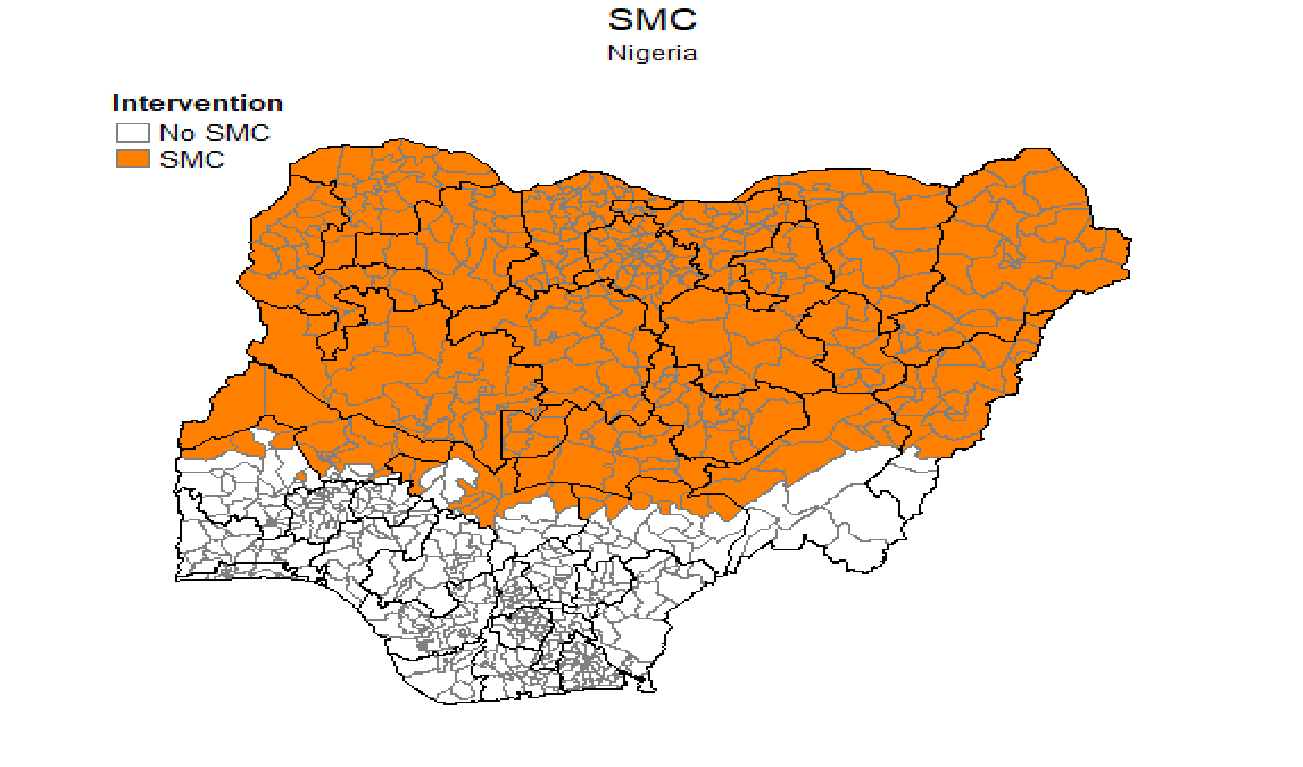 SMC
Nigeria
Intervention
No SMC
SMC